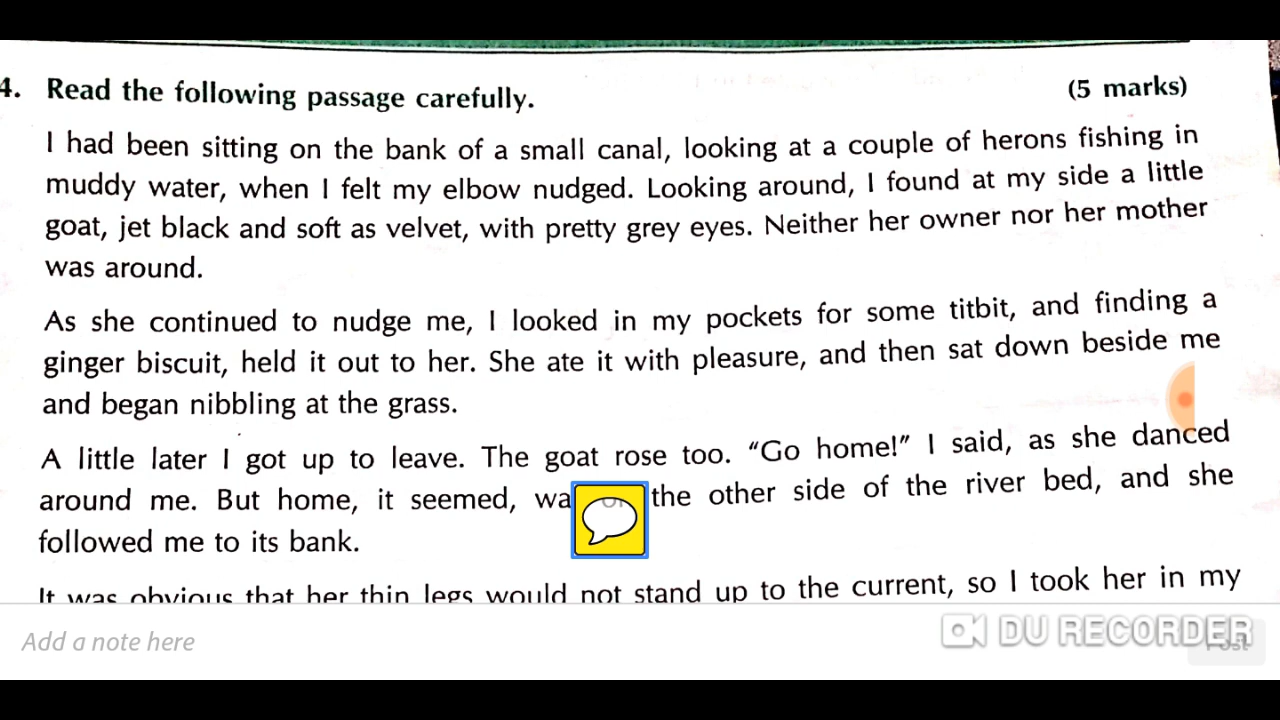 4. Read the following passage carefully. (5 marks)
I had been sitting on the bank of a small canal, looking at a couple of herons fishing in
muddy water, when I felt my elbow nudged. Looking around, I found at my side a little
goat, jet black and soft as velvet, with pretty grey eyes. Neither her owner nor her mother
was around.
As she continued to nudge me, I looked in my pockets for some titbit, and finding a
ginger biscuit, held it out to her. She ate it with pleasure, and then sat down beside me
and began nibbling at the grass.
A little later I got up to leave. The goat rose too. “Go home!” I said, as she danced
around me. But home, it seemed, wa the other side of the river bed, and she
followed me to its bank.
It was obvious that her thin legs would not stand up to the current, so I took her in my
Add a note here
DU RECORDER
Post